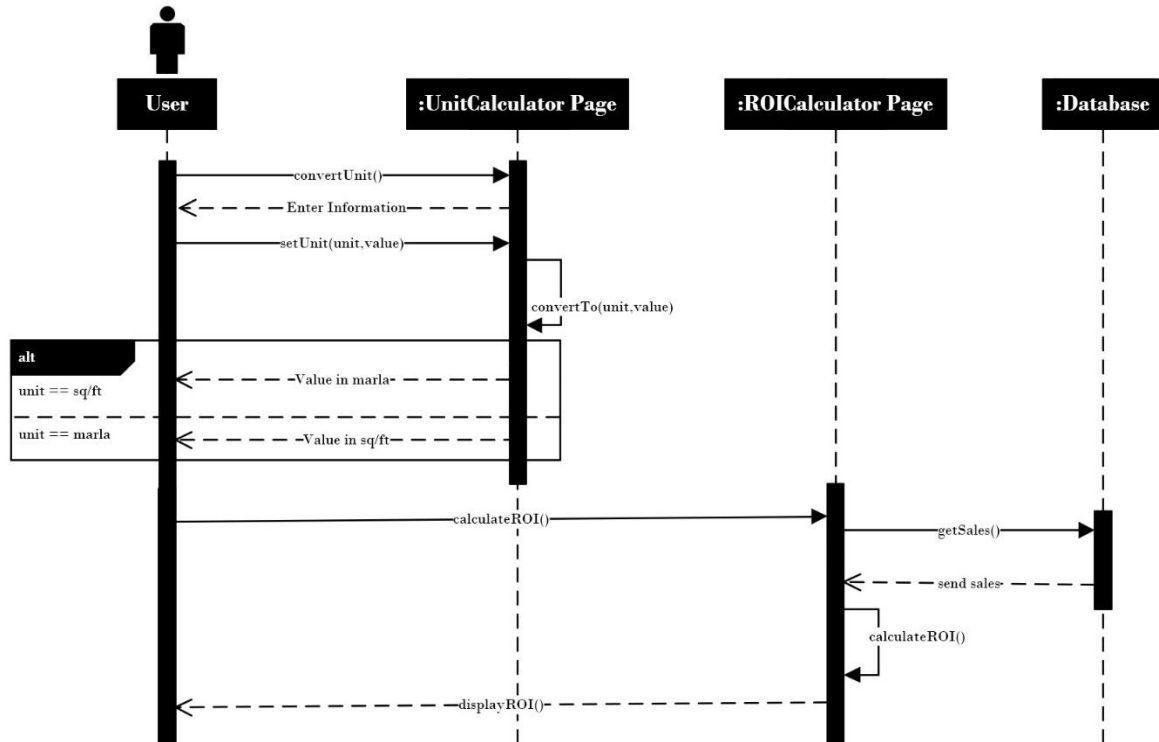 User
:UnitCalculator Page
:ROICalculator Page
:Database
convertUnit()
Enter Information
setUnit(unit,value)
convertTo(unit,value)
alt
Value in marla
unit == sq/ft
unit == marla
Value in sq/ft
calculateROI()
getSales()
send sales
calculateROI()
displayROI()